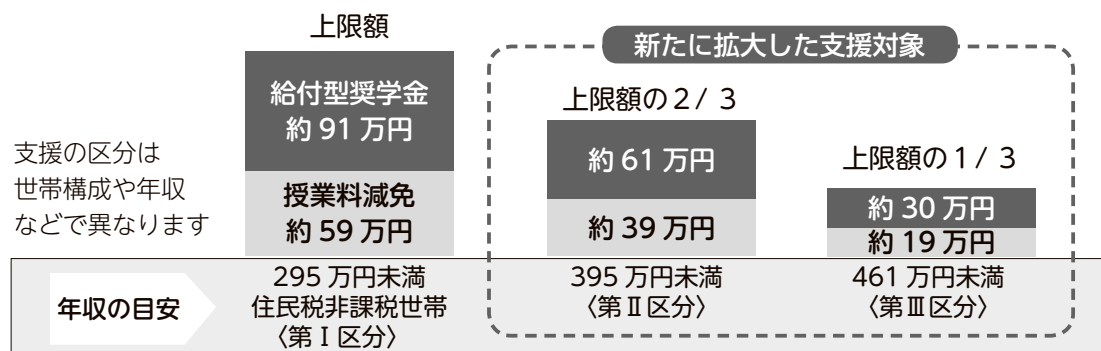 上限額
新たに拡大した支援対象
給付型奨学金
約 91 万円
授業料減免
約 59 万円
上限額の2/ 3
約 61 万円
約 39 万円
上限額の1/ 3
約 30 万円
約 19 万円
支援の区分は
世帯構成や年収
などで異なります
年収の目安
295 万円未満
住民税非課税世帯
〈第Ⅰ区分〉
395 万円未満
〈第Ⅱ区分〉
461 万円未満
〈第Ⅲ区分〉